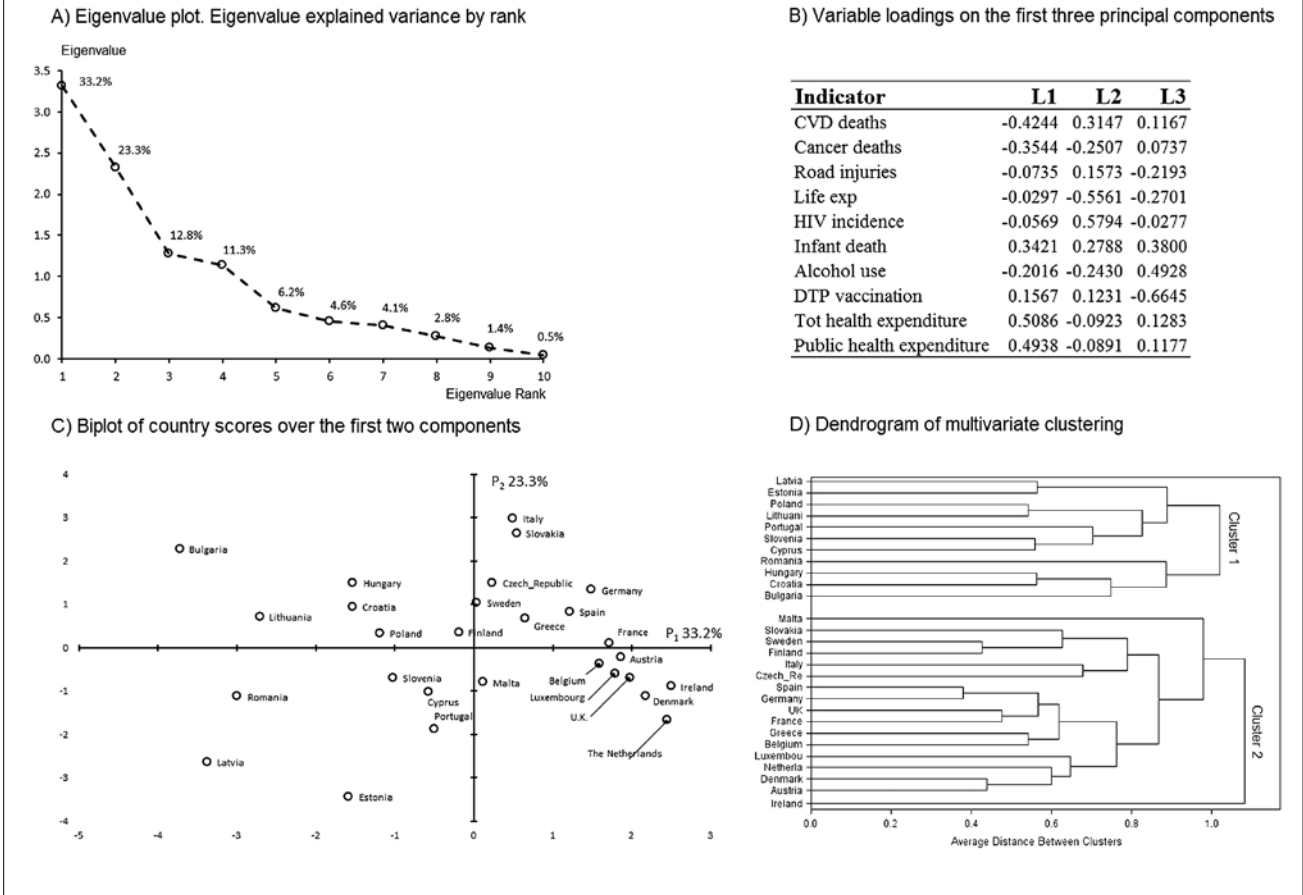 A) Eigenvalue plot. Eigenvalue explained variance by rank
Eigenvalue
3.5
3.0
2.5
2.0
1.5
1.0
0.5
0.0
33.2%
23.3%
12.8%
11.3%
6.2%
4.6%
4.1%
2.8%
1.4%
0.5%
1 2 3 4 5 6 7 8 9 10
Eigenvalue Rank
B) Variable loadings on the first three principal components
Indicator L1 L2 L3
CVD deaths -0.4244 0.3147 0.1167
Cancer deaths -0.3544 -0.2507 0.0737
Road injuries -0.0735 0.1573 -0.2193
Life exp -0.0297 -0.5561 -0.2701
HIV incidence -0.0569 0.5794 -0.0277
Infant death 0.3421 0.2788 0.3800
Alcohol use -0.2016 -0.2430 0.4928
DTP vaccination 0.1567 0.1231 -0.6645
Tot health expenditure 0.5086 -0.0923 0.1283
Public health expenditure 0.4938 -0.0891 0.1177
C) Biplot of country scores over the first two components
4
3
2
1
0
-1
-2
-3
-4
P2 23.3%
Italy
Slovakia
Bulgaria
Hungary
Czech_Republic
Germany
Croatia
Sweden
Spain
Lithuania
Greece
Poland
Finland
France
P1 33.2%
Austria
Belgium
Slovenia
Malta
Luxembourg
Ireland
Romania
Cyprus
Denmark
Portugal
U.K.
The Netherlands
Latvia
Estonia
-5 -4 -3 -2 -1 0 1 2 3
D) Dendrogram of multivariate clustering
Latvia
Estonia
Poland
Lithuani
Portugal
Slovenia
Cyprus
Romania
Hungary
Croatia
Bulgaria
Cluster 1
Malta
Slovakia
Sweden
Finland
Italy
Czech_Re
Spain
Germany
UK
France
Greece
Belgium
Luxembou
Netherla
Denmark
Austria
Ireland
Cluster 2
0.0 0.2 0.4 0.6 0.8 1.0
Average Distance Between Clusters